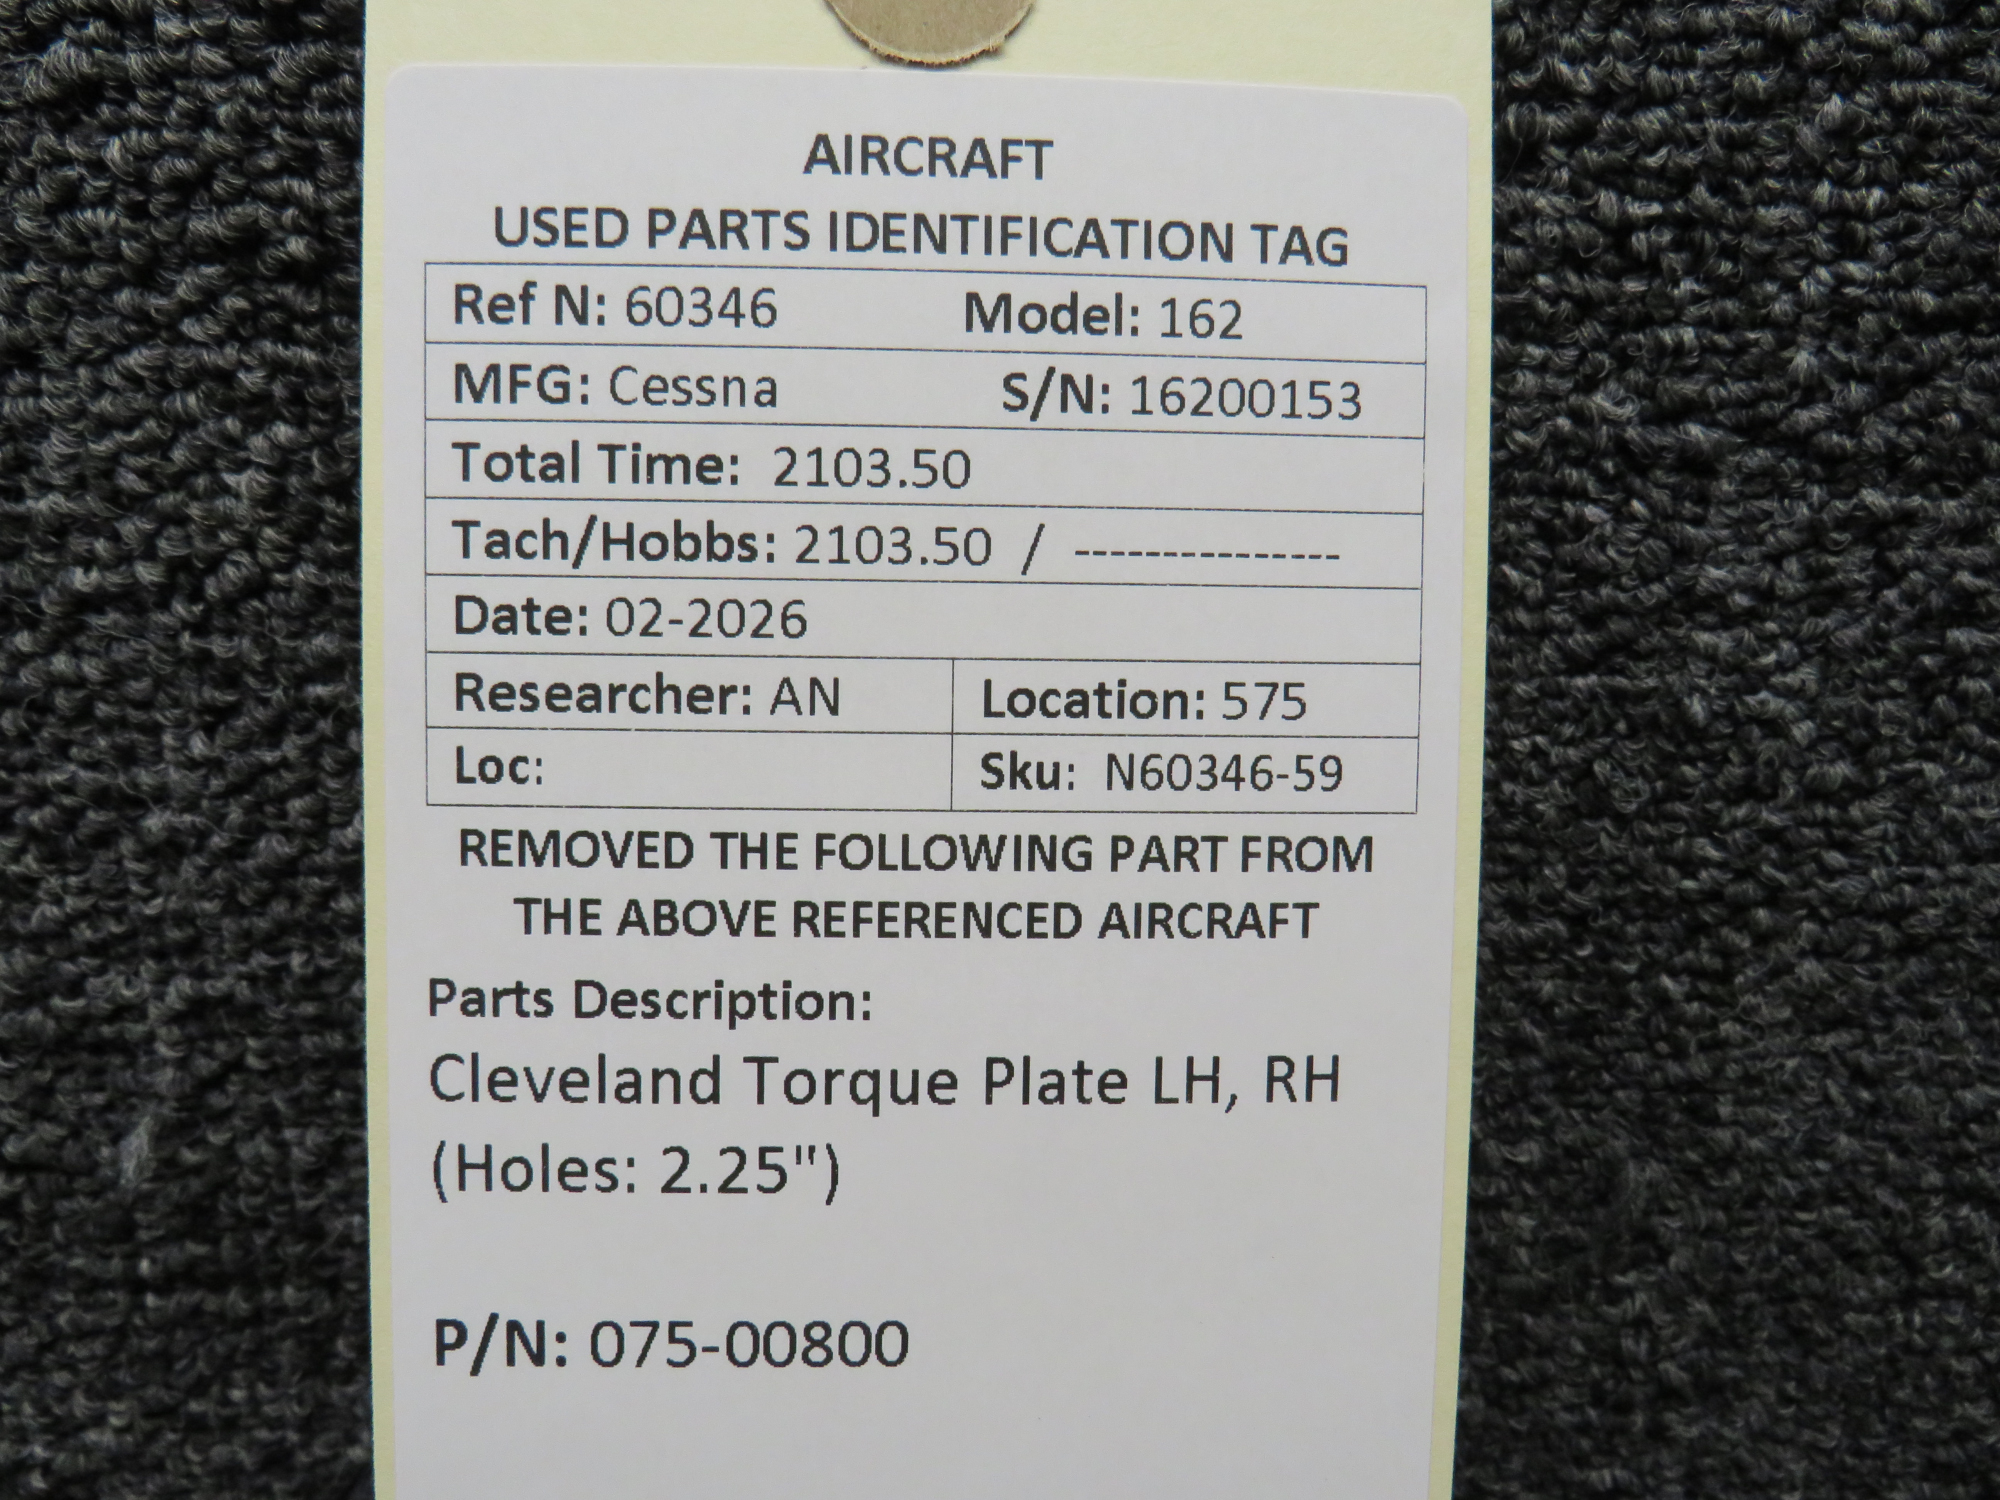 AIRCRAFT
USED PARTS IDENTIFICATION TAG
Ref N: 60346 Model: 162
MFG: Cessna S/N: 16200153
Total Time: 2103.50
Tach/Hobbs: 2103.50 / ---------------
Date: 02-2026
Researcher: AN Location: 575
Loc: Sku: N60346-59
REMOVED THE FOLLOWING PART FROM
THE ABOVE REFERENCED AIRCRAFT
Parts Description:
Cleveland Torque Plate LH, RH
(Holes: 2.25")
P/N: 075-00800